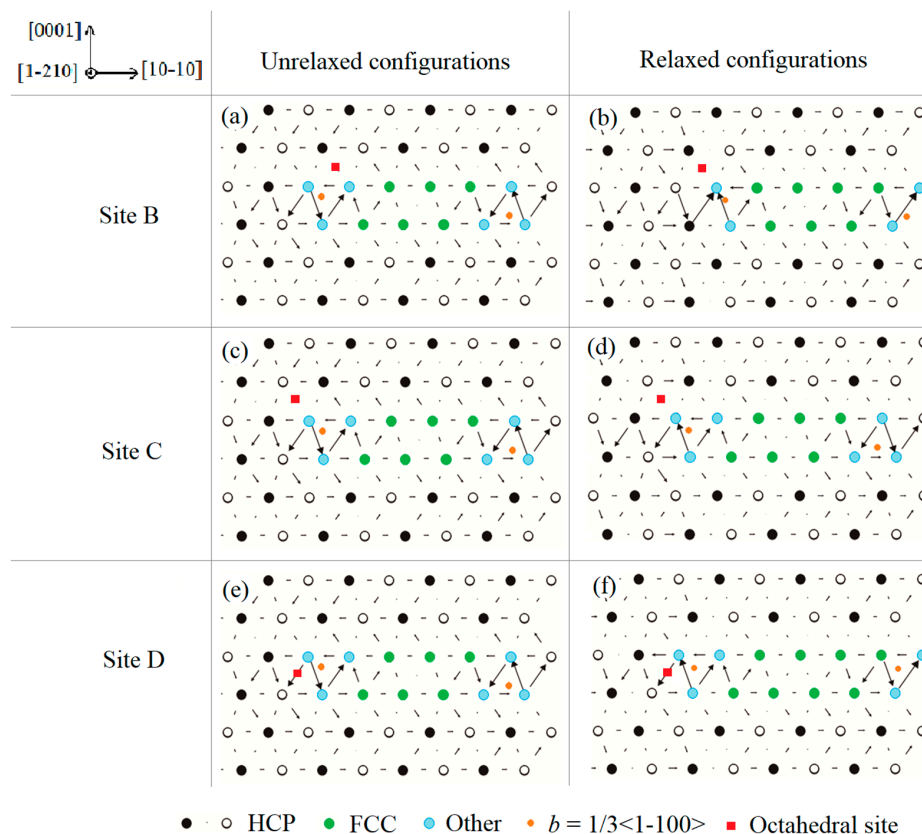 [0001]
[1-210]
[10-10]
Unrelaxed configurations
Relaxed configurations
Site B
(a)
(b)
Site C
(c)
(d)
Site D
(e)
(f)
HCP
FCC
Other
b = 1/3<1-100>
Octahedral site